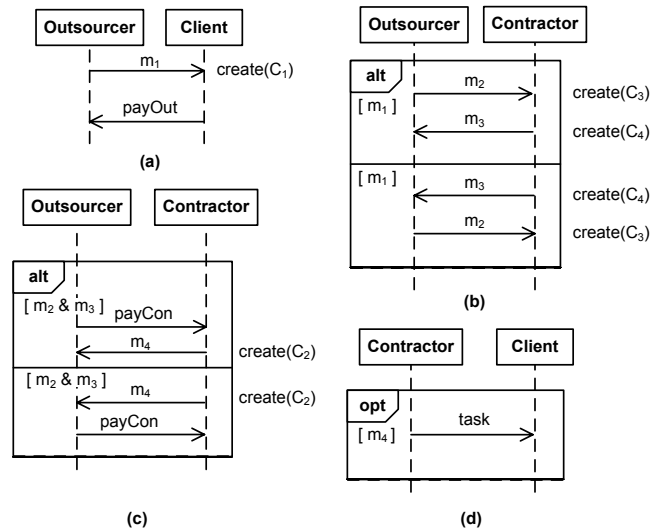 Outsourcer Client
m1 create(C1)
payOut
(a)
Outsourcer Contractor
alt
m2 create(C3)
[ m1 ]
m3 create(C4)
[ m1 ]
m3 create(C4)
m2 create(C3)
(b)
Outsourcer Contractor
alt
[ m2 & m3 ]
payCon
m4 create(C2)
[ m2 & m3 ]
m4 create(C2)
payCon
(c)
Contractor Client
opt
[ m4 ] task
(d)